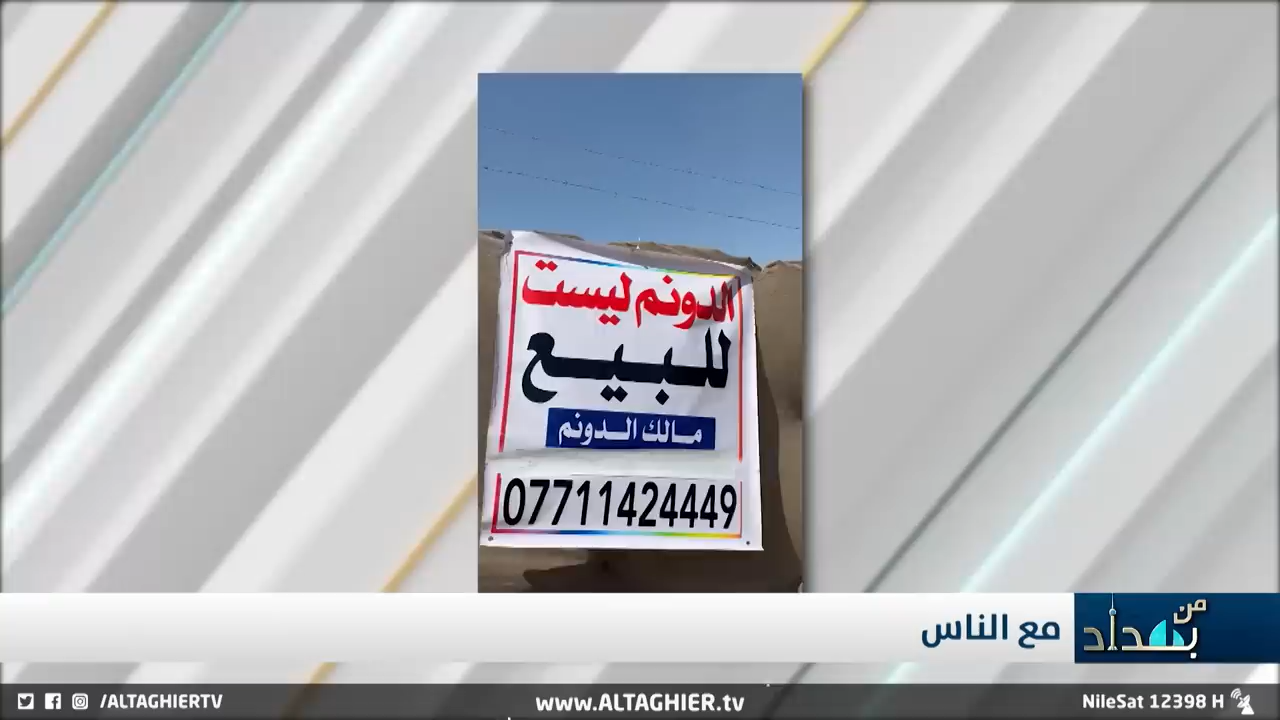 الدونم ليست
للبيع
مالك الدونم
07711424449
مع الناس
من
بغداد
/ALTAGHIERTV
www.ALTAGHIER.tv
NileSat 12398 H